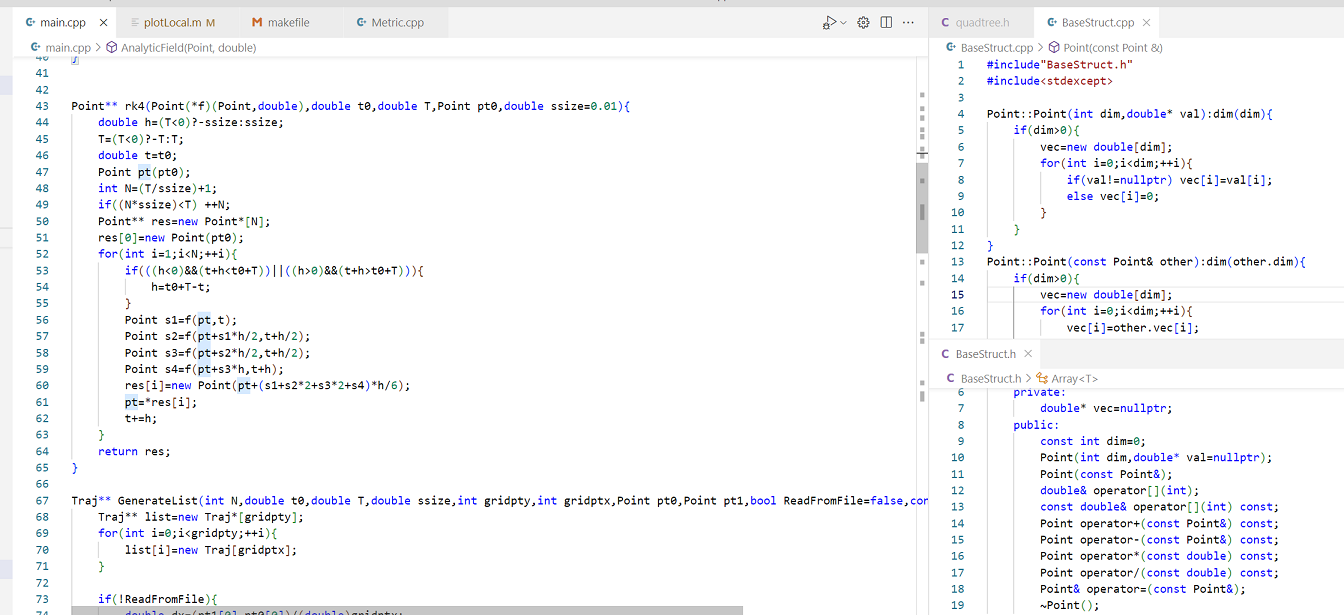 main.cpp
plotLocal.m M
makefile
Metric.cpp
main.cpp > AnalyticField(Point, double)
40 }
41
42
43 Point** rk4(Point(*f)(Point,double),double t0,double T,Point pt0,double ssize=0.01){
44 double h=(T<0)?-ssize:ssize;
45 T=(T<0)?-T:T;
46 double t=t0;
47 Point pt(pt0);
48 int N=(T/ssize)+1;
49 if((N*ssize)<T) ++N;
50 Point** res=new Point*[N];
51 res[0]=new Point(pt0);
52 for(int i=1;i<N;++i){
53 if(((h<0)&&(t+h<t0+T))||((h>0)&&(t+h>t0+T))){
54 h=t0+T-t;
55 }
56 Point s1=f(pt,t);
57 Point s2=f(pt+s1*h/2,t+h/2);
58 Point s3=f(pt+s2*h/2,t+h/2);
59 Point s4=f(pt+s3*h,t+h);
60 res[i]=new Point(pt+(s1+s2*2+s3*2+s4)*h/6);
61 pt=*res[i];
62 t+=h;
63 }
64 return res;
65 }
66
67 Traj** GenerateList(int N,double t0,double T,double ssize,int gridpty,int gridptx,Point pt0,Point pt1,bool ReadFromFile=false,con
68 Traj** list=new Traj*[gridpty];
69 for(int i=0;i<gridpty;++i){
70 list[i]=new Traj[gridptx];
71 }
72
73 if(!ReadFromFile){
74 double dx=(pt1[0]-pt0[0])/((double)gridptx;
quadtree.h
BaseStruct.cpp
BaseStruct.cpp > Point(const Point &)
1 #include"BaseStruct.h"
2 #include<stdexcept>
3
4 Point::Point(int dim,double* val):dim(dim){
5 if(dim>0){
6 vec=new double[dim];
7 for(int i=0;i<dim;++i){
8 if(val!=nullptr) vec[i]=val[i];
9 else vec[i]=0;
10 }
11 }
12 }
13 Point::Point(const Point& other):dim(other.dim){
14 if(dim>0){
15 vec=new double[dim];
16 for(int i=0;i<dim;++i){
17 vec[i]=other.vec[i];
BaseStruct.h
BaseStruct.h > Array<T>
6 private:
7 double* vec=nullptr;
8 public:
9 const int dim=0;
10 Point(int dim,double* val=nullptr);
11 Point(const Point&);
12 double& operator[](int);
13 const double& operator[](int) const;
14 Point operator+(const Point&) const;
15 Point operator-(const Point&) const;
16 Point operator*(const double) const;
17 Point operator/(const double) const;
18 Point& operator=(const Point&);
19 ~Point();